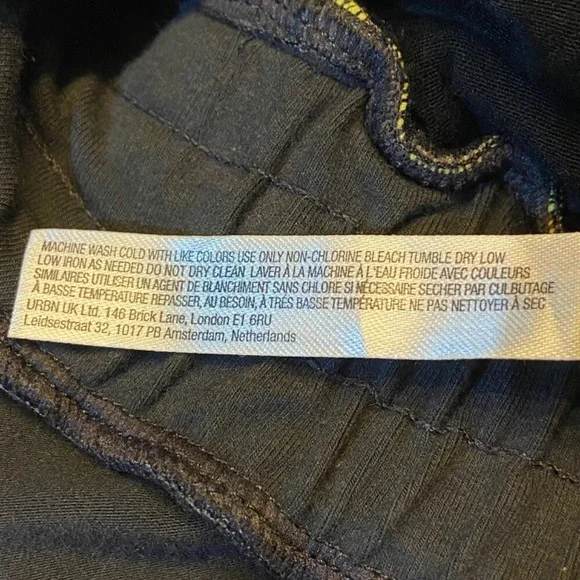 MACHINE WASH COLD WITH LIKE COLORS USE ONLY NON-CHLORINE BLEACH TUMBLE DRY LOW
LOW IRON AS NEEDED DO NOT DRY CLEAN LAVER À LA MACHINE À L'EAU FROIDE AVEC COULEURS
SIMILAIRES UTILISER UN AGENT DE BLANCHIMENT SANS CHLORE SI NÉCESSAIRE SECHER PAR CULBUTAGE
À BASSE TEMPÉRATURE REPASSER, AU BESOIN, À TRÈS BASSE TEMPÉRATURE NE PAS NETTOYER À SEC
URBN UK Ltd. 146 Brick Lane, London E1 6RU
Leidsestraat 32, 1017 PB Amsterdam, Netherlands